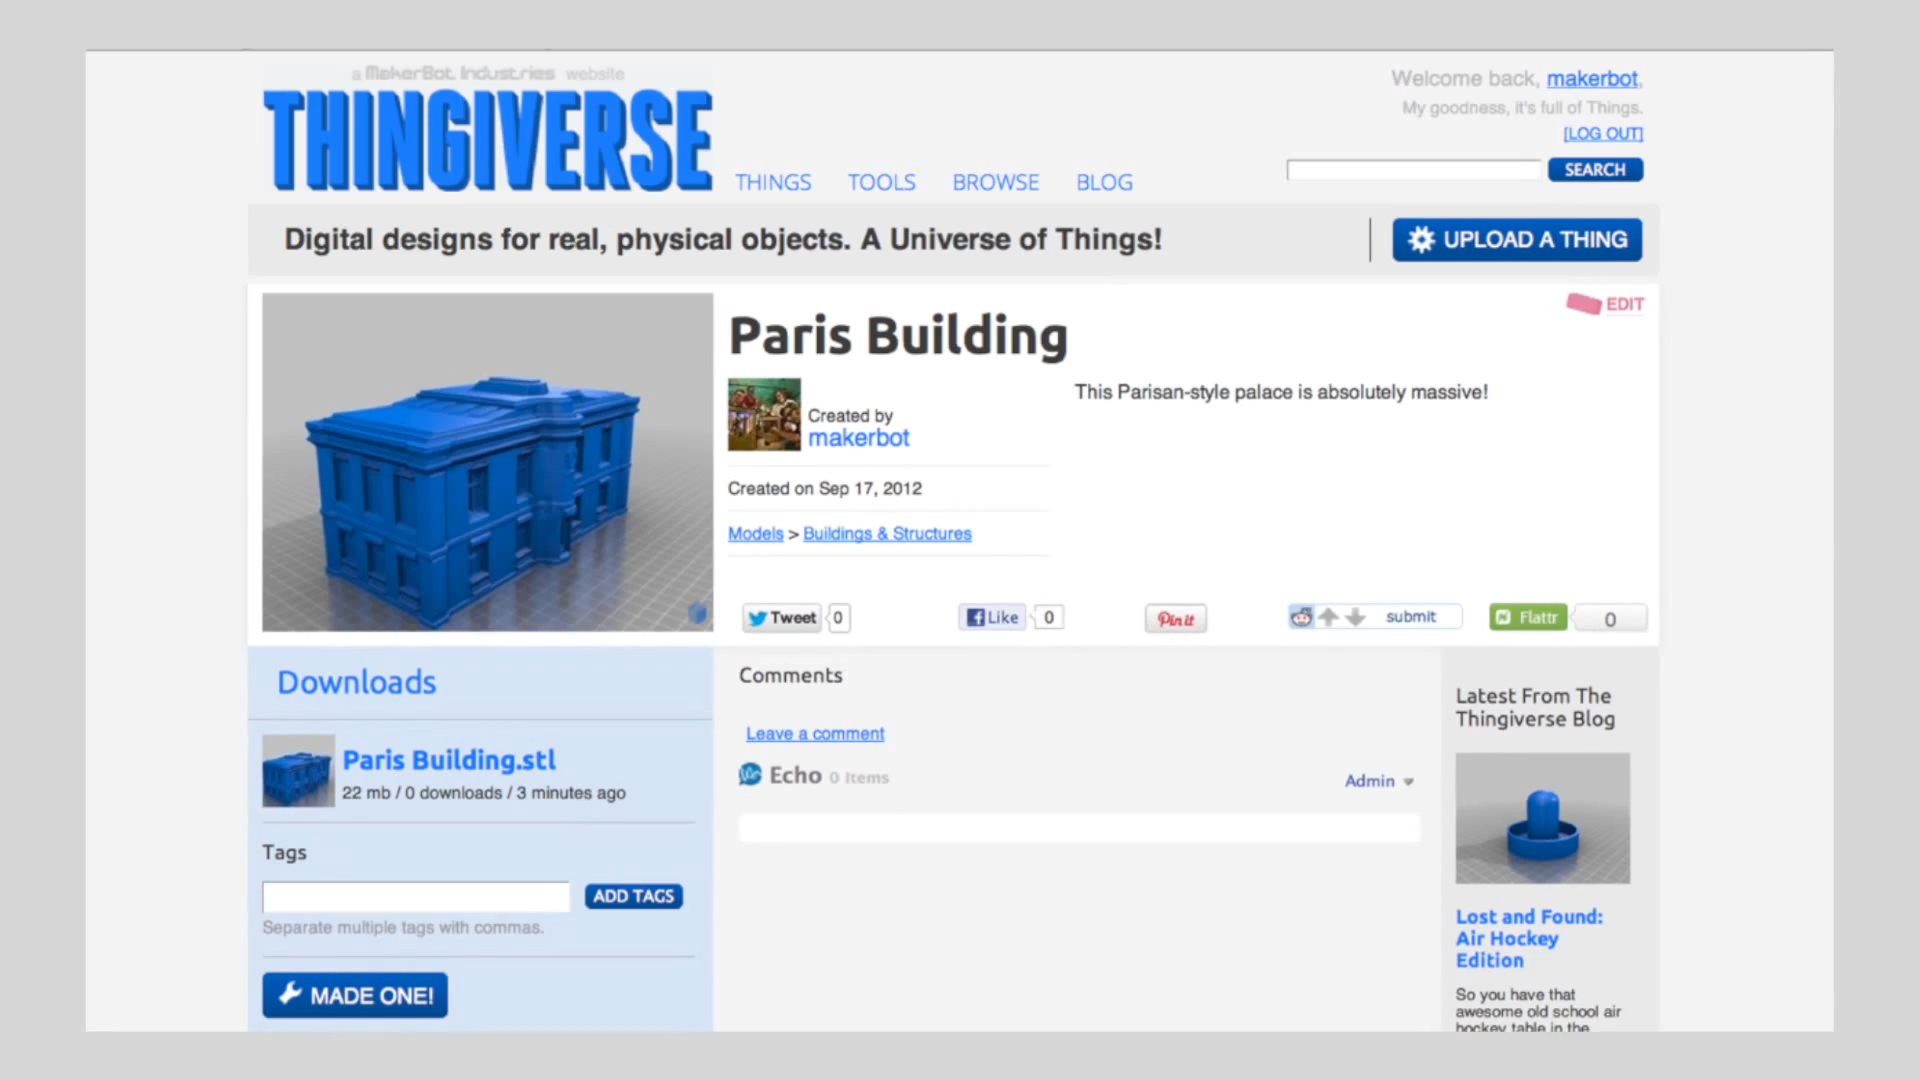 a MakerBot Industries website
THINGIVERSE
THINGS TOOLS BROWSE BLOG
Welcome back, makerbot,
My goodness, it's full of Things.
[LOG OUT]
SEARCH
Digital designs for real, physical objects. A Universe of Things!
UPLOAD A THING
EDIT
Paris Building
Created by
makerbot
This Parisan-style palace is absolutely massive!
Created on Sep 17, 2012
Models > Buildings & Structures
Tweet 0
Like 0
Pin it
submit
Flattr 0
Downloads
Paris Building.stl
22 mb / 0 downloads / 3 minutes ago
Tags
ADD TAGS
Separate multiple tags with commas.
MADE ONE!
Comments
Leave a comment
Echo 0 Items
Admin
Latest From The
Thingiverse Blog
Lost and Found:
Air Hockey
Edition
So you have that
awesome old school air
hockey table in the